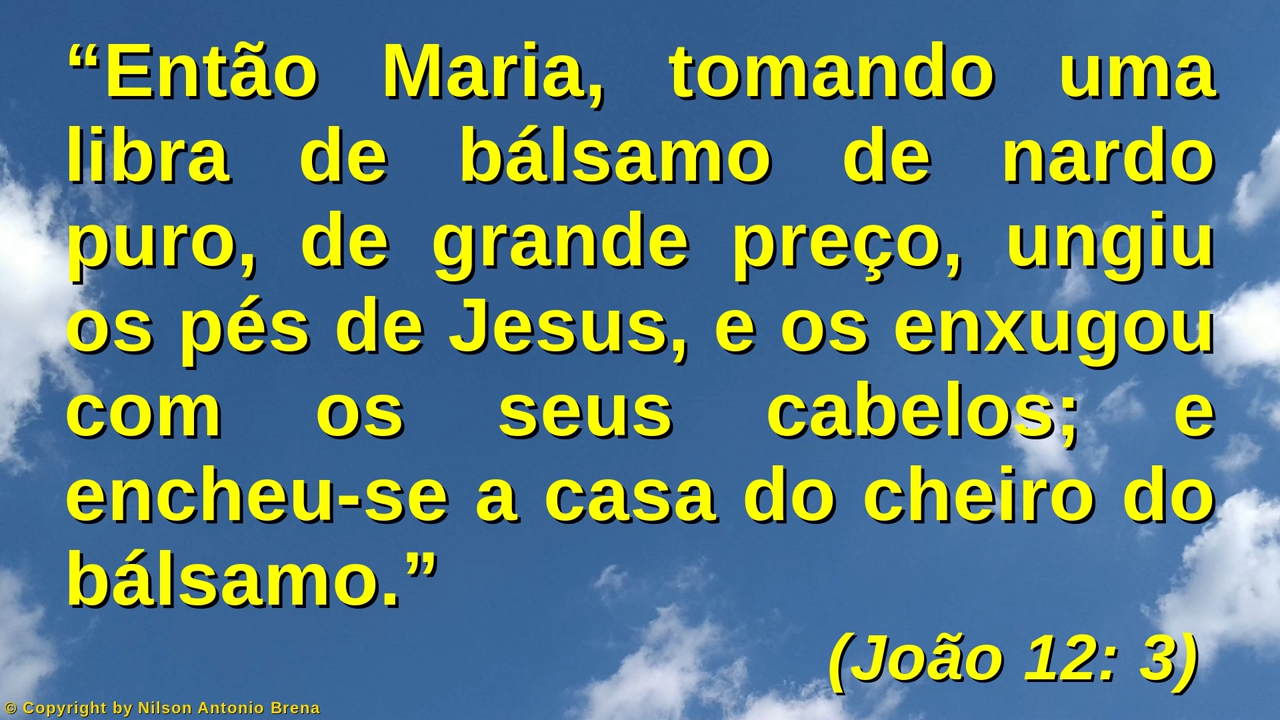 “Então Maria, tomando uma
libra de bálsamo de nardo
puro, de grande preço, ungiu
os pés de Jesus, e os enxugou
com os seus cabelos; e
encheu-se a casa do cheiro do
bálsamo.”
(João 12: 3)
© Copyright by Nilson Antonio Brena